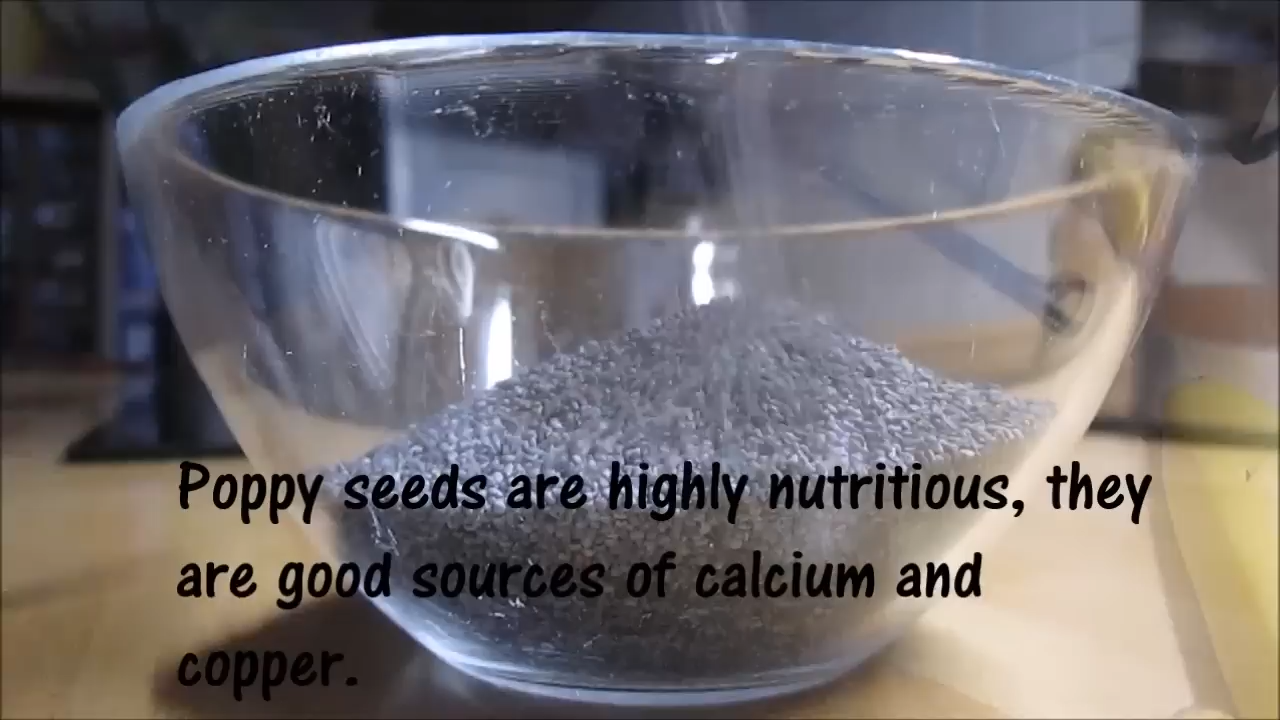 Poppy seeds are highly nutritious, they
are good sources of calcium and
copper.